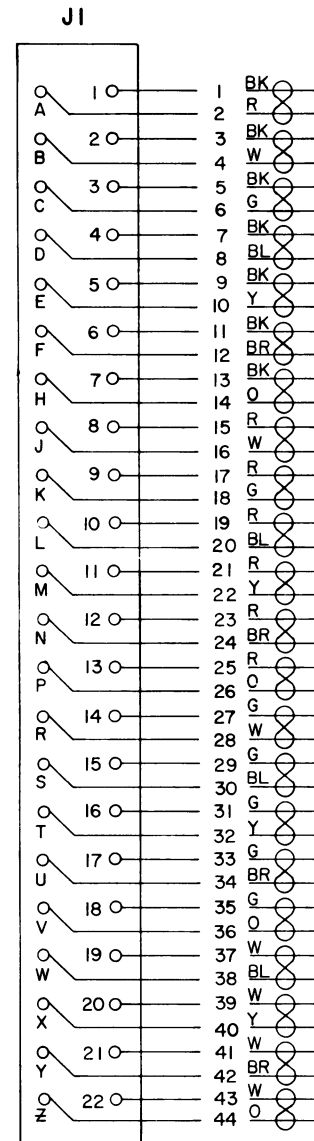 J1
1 1 BK
A 2 R
2 3 BK
B 4 W
3 5 BK
C 6 G
4 7 BK
D 8 BL
5 9 BK
E 10 Y
6 11 BK
F 12 BR
7 13 BK
H 14 O
8 15 R
J 16 W
9 17 R
K 18 G
10 19 R
L 20 BL
11 21 R
M 22 Y
12 23 R
N 24 BR
13 25 R
P 26 O
14 27 G
R 28 W
15 29 G
S 30 BL
16 31 G
T 32 Y
17 33 G
U 34 BR
18 35 G
V 36 O
19 37 W
W 38 BL
20 39 W
X 40 Y
21 41 W
Y 42 BR
22 43 W
Z 44 O